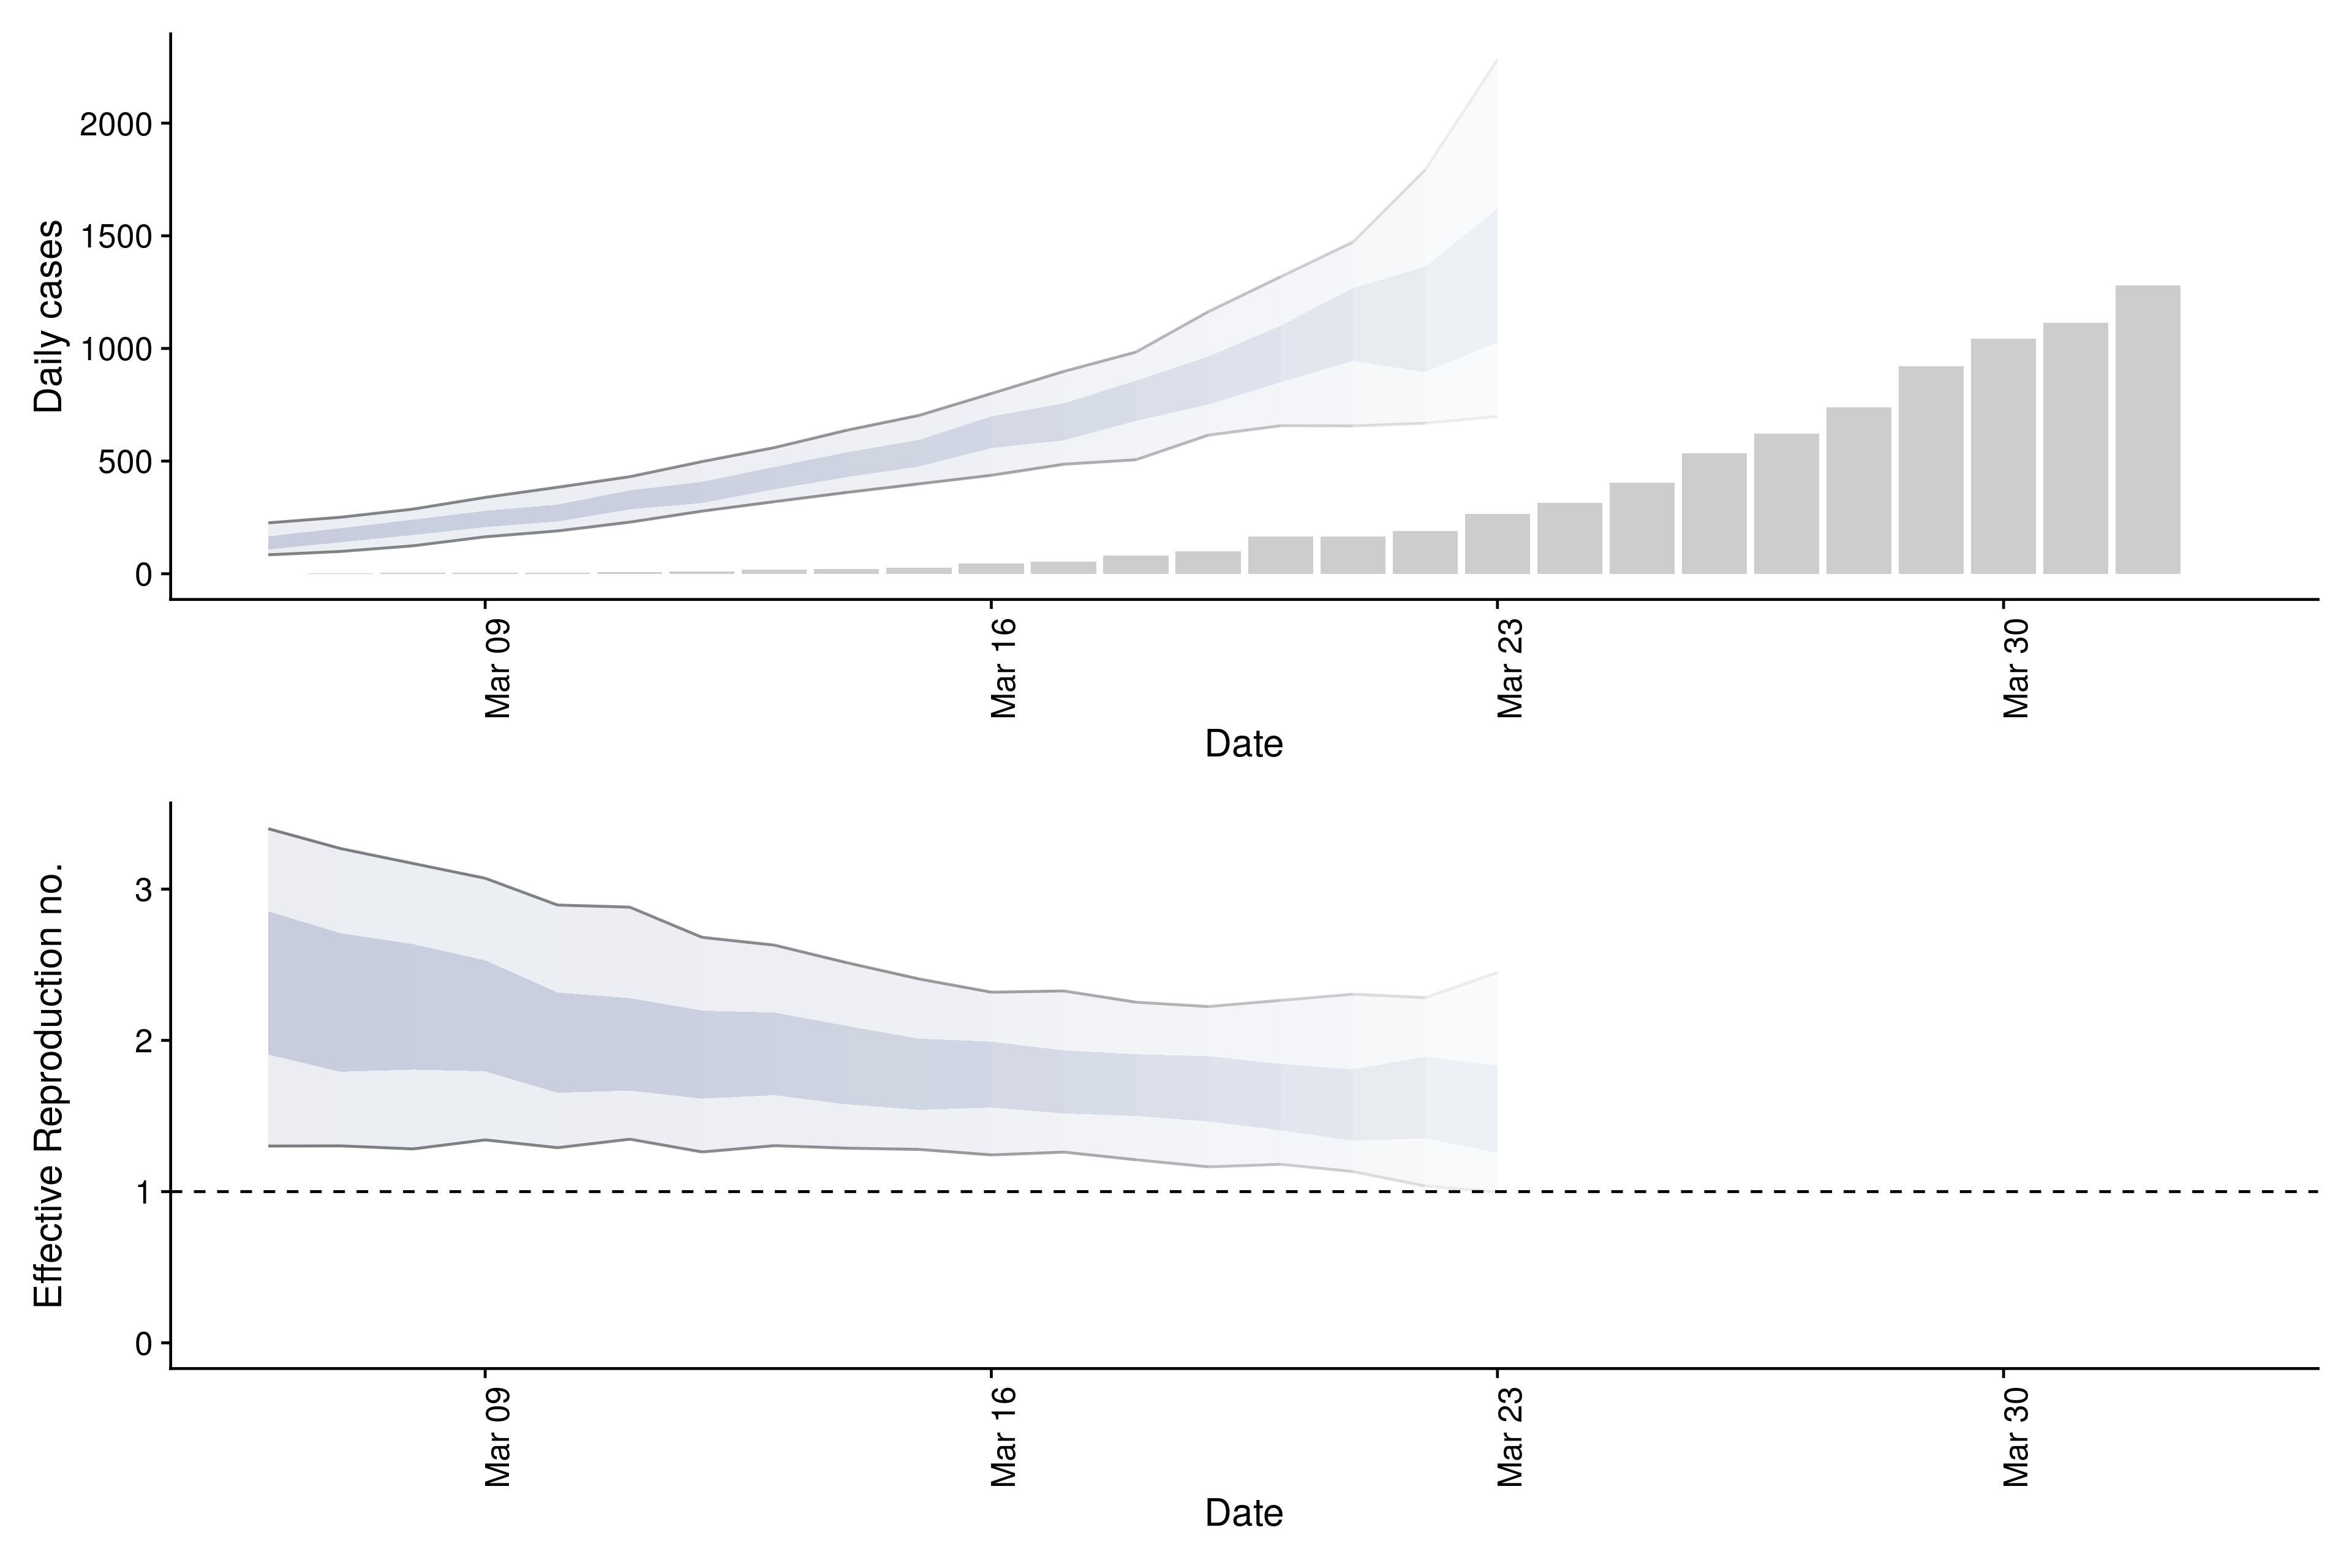 Daily cases
2000
1500
1000
500
0
Mar 09
Mar 16
Mar 23
Mar 30
Date
Effective Reproduction no.
3
2
1
0
Mar 09
Mar 16
Mar 23
Mar 30
Date